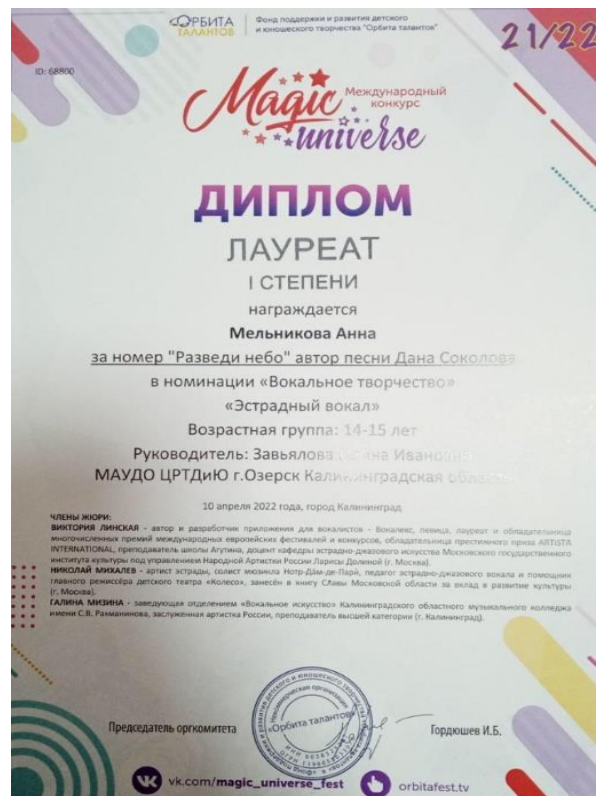 ОРБИТА
ТАЛАНТОВ
Фонд поддержки и развития детского
и юношеского творчества "Орбита талантов"
21/22
ID: 68800
Magic
Международный
конкурс
universe
ДИПЛОМ
ЛАУРЕАТ
I СТЕПЕНИ
награждается
Мельникова Анна
за номер "Разведи небо" автор песни Дана Соколова
в номинации «Вокальное творчество»
«Эстрадный вокал»
Возрастная группа: 14-15 лет
Руководитель: Завьялова Ивановна
МАУДО ЦРТДиЮ г.Озерск Калининградская область
10 апреля 2022 года, город Калининград
ЧЛЕНЫ ЖЮРИ:
ВИКТОРИЯ ЛИНСКАЯ - автор и разработчик приложения для вокалистов - Вокалекс, певица, лауреат и обладательница
многочисленных премий международных европейских фестивалей и конкурсов, обладательница престижного приза ARTISTA
INTERNATIONAL, преподаватель школы Агутина, доцент кафедры эстрадно-джазового искусства Московского государственного
института культуры под управлением Народной Артистки России Ларисы Долиной (г. Москва).
НИКОЛАЙ МИХАЛЕВ - артист эстрады, солист мюзикла Нотр-Дам-де-Пари, педагог эстрадно-джазового вокала и помощник
главного режиссёра детского театра «Колесо», занесён в книгу СЛавы Московской области за вклад в развитие культуры
(г. Москва).
ГАЛИНА МИЗИНА - заведующая отделением «Вокальное искусство» Калининградского областного музыкального колледжа
имени С.В. Рахманинова, заслуженная артистка России, преподаватель высшей категории (г. Калининград).
Председатель оргкомитета
Некоммерческая организация
«Орбита талантов»
Гордюшев И.Б.
vk.com/magic_universe_fest
orbitafest.tv